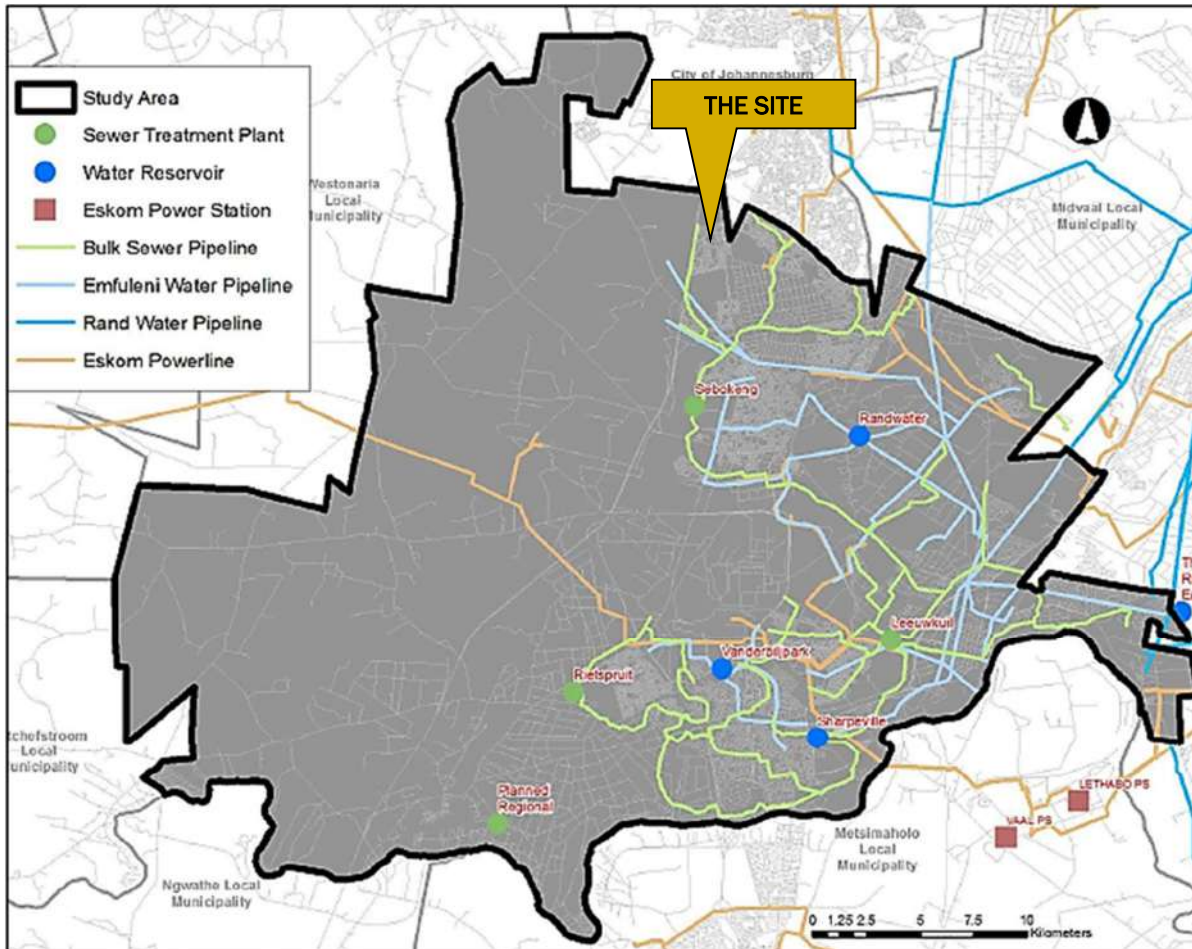 City of Johannesburg
THE SITE
Study Area
Sewer Treatment Plant
Water Reservoir
Eskom Power Station
Bulk Sewer Pipeline
Emfuleni Water Pipeline
Rand Water Pipeline
Eskom Powerline
Westonaria
Local
Municipality
Midvaal Local
Municipality
Sebokeng
Randwater
Leeuwkuil
Vanderbijlpark
Rietspruit
Sharpeville
tchefstroom
Local
unicipality
Planned
Regional
LETHABO PS
VAAL PS
Metsimaholo
Local
Municipality
Ngwathe Local
Municipality
0 1.25 2.5 5 7.5 10
Kilometers